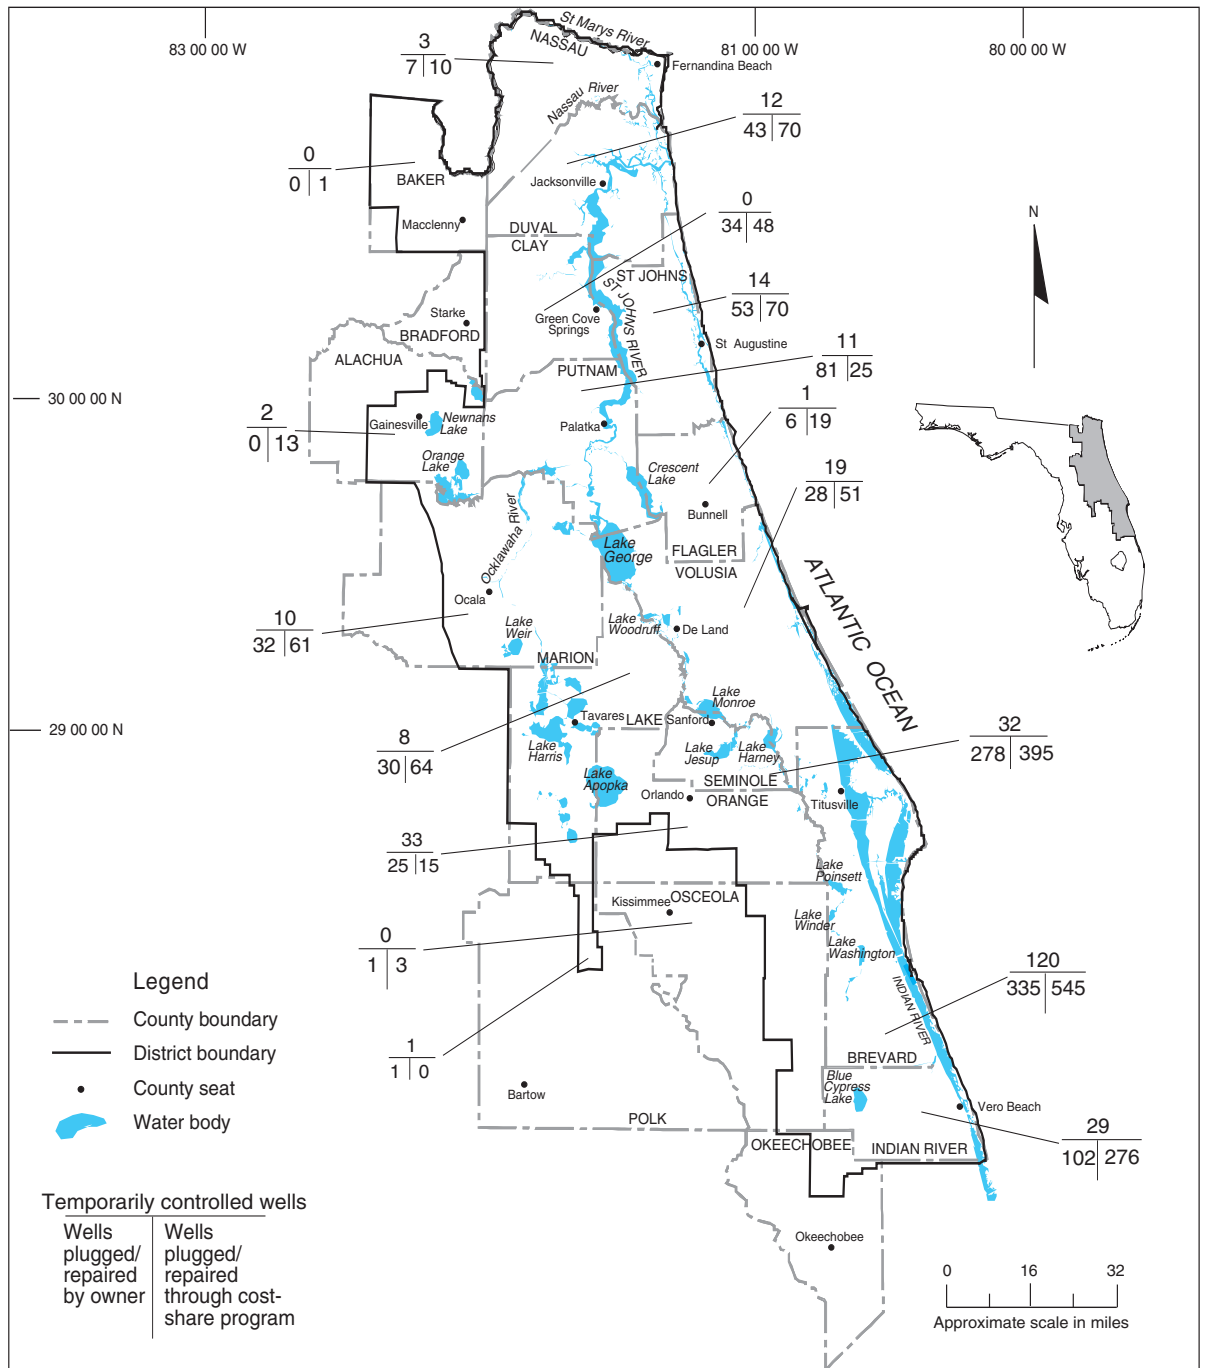 83 00 00 W
81 00 00 W
80 00 00 W
St Marys River
NASSAU
3
7 10
Fernandina Beach
Nassau River
12
43 70
0
0 1
BAKER
Jacksonville
Macclenny
0
34 48
DUVAL
CLAY
N
ST JOHNS
14
53 70
ST JOHNS RIVER
Starke
BRADFORD
Green Cove
Springs
St Augustine
ALACHUA
PUTNAM
11
81 25
30 00 00 N
2
0 13
Gainesville
Newnans
Lake
Palatka
1
6 19
Orange
Lake
Crescent
Lake
19
28 51
Bunnell
Ocklawaha River
Lake
George
FLAGLER
VOLUSIA
ATLANTIC OCEAN
Ocala
10
32 61
Lake
Weir
Lake
Woodruff
De Land
MARION
Lake
Monroe
Tavares
LAKE
Sanford
29 00 00 N
8
30 64
Lake
Harris
Lake
Jesup
Lake
Harney
32
278 395
Lake
Apopka
SEMINOLE
ORANGE
Orlando
Titusville
33
25 15
Lake
Poinsett
OSCEOLA
Kissimmee
Lake
Winder
0
1 3
Lake
Washington
120
335 545
INDIAN RIVER
Legend
County boundary
District boundary
County seat
Water body
1
1 0
BREVARD
Bartow
Blue
Cypress
Lake
Vero Beach
POLK
OKEECHOBEE
INDIAN RIVER
29
102 276
Temporarily controlled wells
Wells
plugged/
repaired
by owner
Wells
plugged/
repaired
through cost-
share program
Okeechobee
0 16 32
Approximate scale in miles